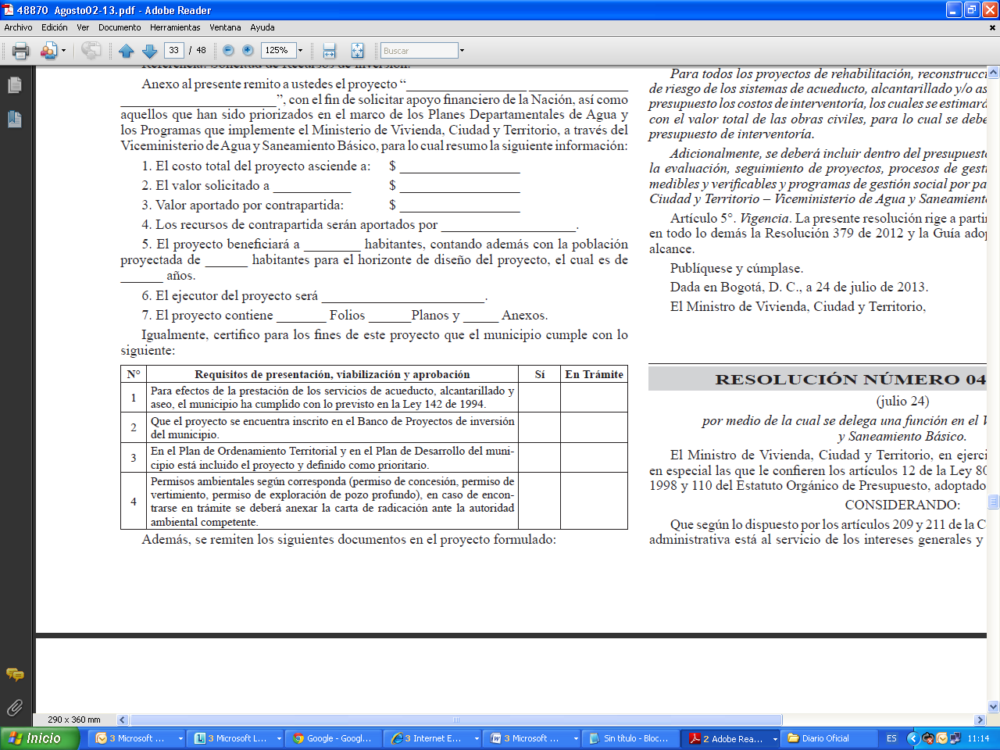 48870 Agosto02-13.pdf - Adobe Reader
Archivo Edición Ver Documento Herramientas Ventana Ayuda
33 / 48 125% Buscar
Referencia: Solicitud de Recursos de Inversión.
Anexo al presente remito a ustedes el proyecto “_________________ ______________
______________________”, con el fin de solicitar apoyo financiero de la Nación, así como
aquellos que han sido priorizados en el marco de los Planes Departamentales de Agua y
los Programas que implemente el Ministerio de Vivienda, Ciudad y Territorio, a través del
Viceministerio de Agua y Saneamiento Básico, para lo cual resumo la siguiente información:
1. El costo total del proyecto asciende a: $ _________________
2. El valor solicitado a ___________ $ _________________
3. Valor aportado por contrapartida: $ _________________
4. Los recursos de contrapartida serán aportados por ___________________.
5. El proyecto beneficiará a ________ habitantes, contando además con la población
proyectada de ______ habitantes para el horizonte de diseño del proyecto, el cual es de
______ años.
6. El ejecutor del proyecto será _______________________.
7. El proyecto contiene _______ Folios ______Planos y _____ Anexos.
Igualmente, certifico para los fines de este proyecto que el municipio cumple con lo
siguiente:
N° Requisitos de presentación, viabilización y aprobación Sí En Trámite
1 Para efectos de la prestación de los servicios de acueducto, alcantarillado y
aseo, el municipio ha cumplido con lo previsto en la Ley 142 de 1994.
2 Que el proyecto se encuentra inscrito en el Banco de Proyectos de inversión
del municipio.
3 En el Plan de Ordenamiento Territorial y en el Plan de Desarrollo del muni-
cipio está incluido el proyecto y definido como prioritario.
4 Permisos ambientales según corresponda (permiso de concesión, permiso de
vertimiento, permiso de exploración de pozo profundo), en caso de encon-
trarse en trámite se deberá anexar la carta de radicación ante la autoridad
ambiental competente.
Además, se remiten los siguientes documentos en el proyecto formulado:
Para todos los proyectos de rehabilitación, reconstrucci
de riesgo de los sistemas de acueducto, alcantarillado y/o as
presupuesto los costos de interventoría, los cuales se estimará
con el valor total de las obras civiles, para lo cual se debe
presupuesto de interventoría.
Adicionalmente, se deberá incluir dentro del presupuest
la evaluación, seguimiento de proyectos, procesos de gesti
medibles y verificables y programas de gestión social por pa
Ciudad y Territorio – Viceministerio de Agua y Saneamient
Artículo 5°. Vigencia. La presente resolución rige a parti
en todo lo demás la Resolución 379 de 2012 y la Guía adop
alcance.
Publíquese y cúmplase.
Dada en Bogotá, D. C., a 24 de julio de 2013.
El Ministro de Vivienda, Ciudad y Territorio,
RESOLUCIÓN NÚMERO 04
(julio 24)
por medio de la cual se delega una función en el V
y Saneamiento Básico.
El Ministro de Vivienda, Ciudad y Territorio, en ejerci
en especial las que le confieren los artículos 12 de la Ley 80
1998 y 110 del Estatuto Orgánico de Presupuesto, adoptado
CONSIDERANDO:
Que según lo dispuesto por los artículos 209 y 211 de la C
administrativa está al servicio de los intereses generales y
290 x 360 mm
Inicio 3 Microsoft ... 3 Microsoft L... Google - Googl... 3 Internet E... 3 Microsoft ... Sin título - Bloc... 2 Adobe Rea... Diario Oficial ES 11:14